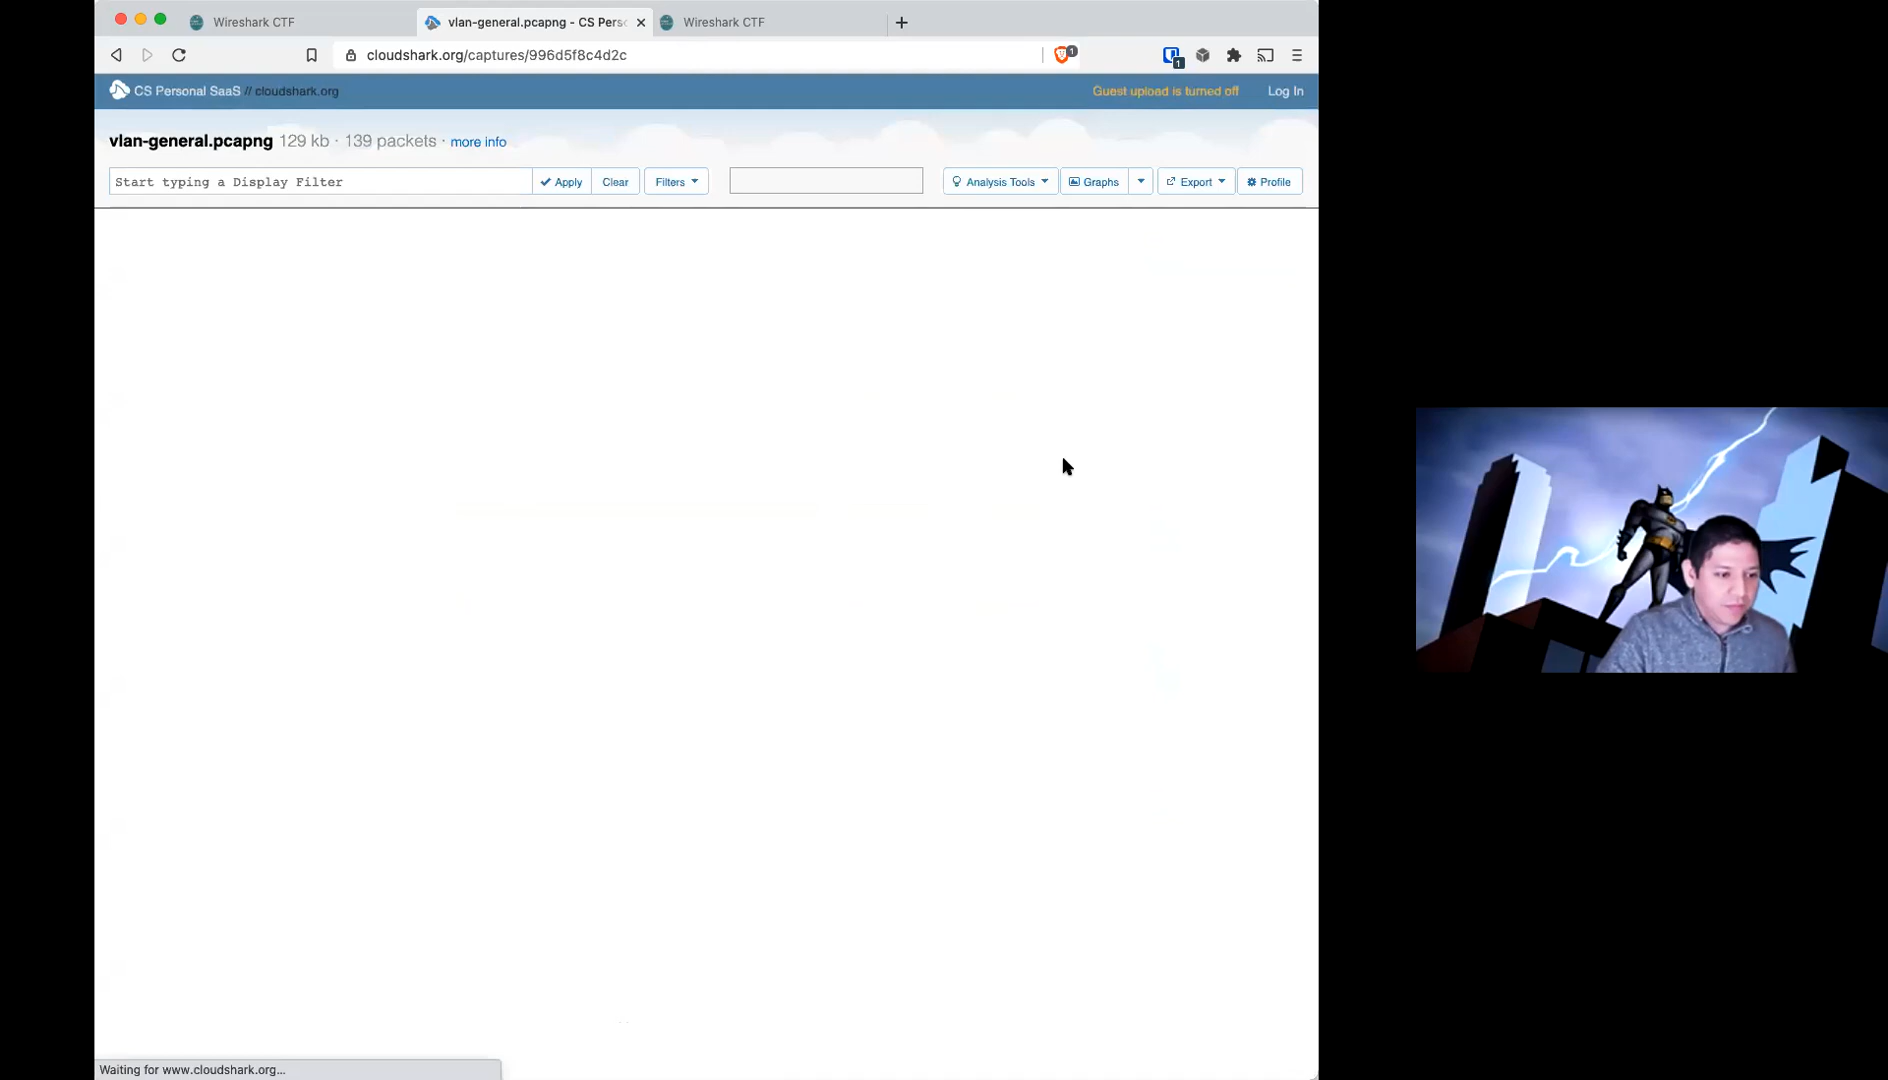 Wireshark CTF
vlan-general.pcapng - CS Pers
Wireshark CTF
cloudshark.org/captures/996d5f8c4d2c
1
1
CS Personal SaaS // cloudshark.org
Guest upload is turned off
Log In
vlan-general.pcapng 129 kb · 139 packets · more info
Start typing a Display Filter
Apply
Clear
Filters
Analysis Tools
Graphs
Export
Profile
Waiting for www.cloudshark.org...